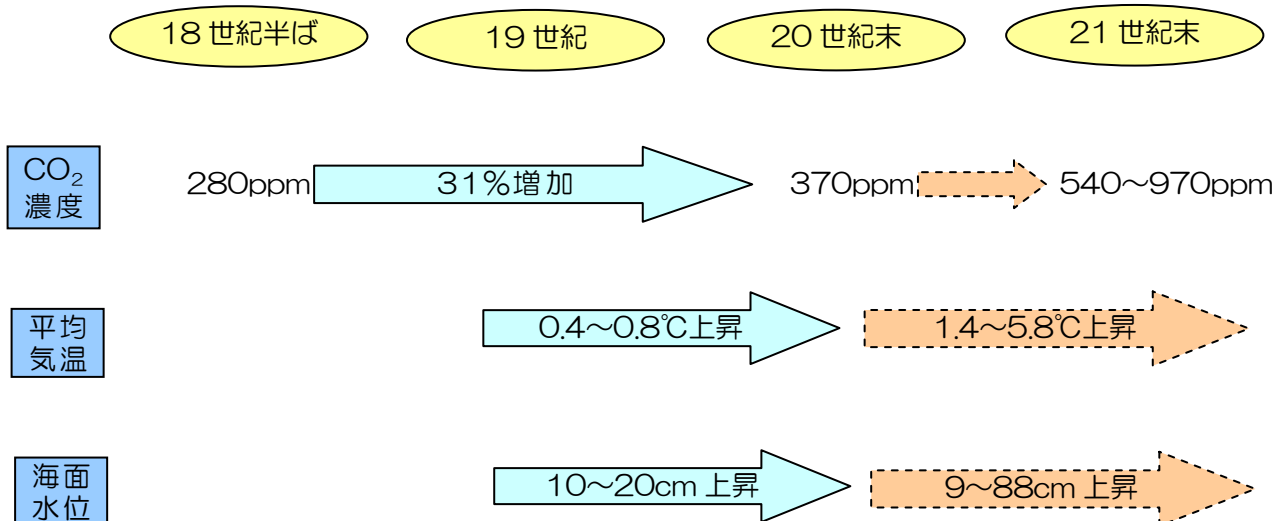 18世紀半ば 19世紀 20世紀末 21世紀末
CO₂
濃度
280ppm 31%増加 370ppm 540～970ppm
平均
気温
0.4～0.8℃上昇 1.4～5.8℃上昇
海面
水位
10～20cm上昇 9～88cm上昇